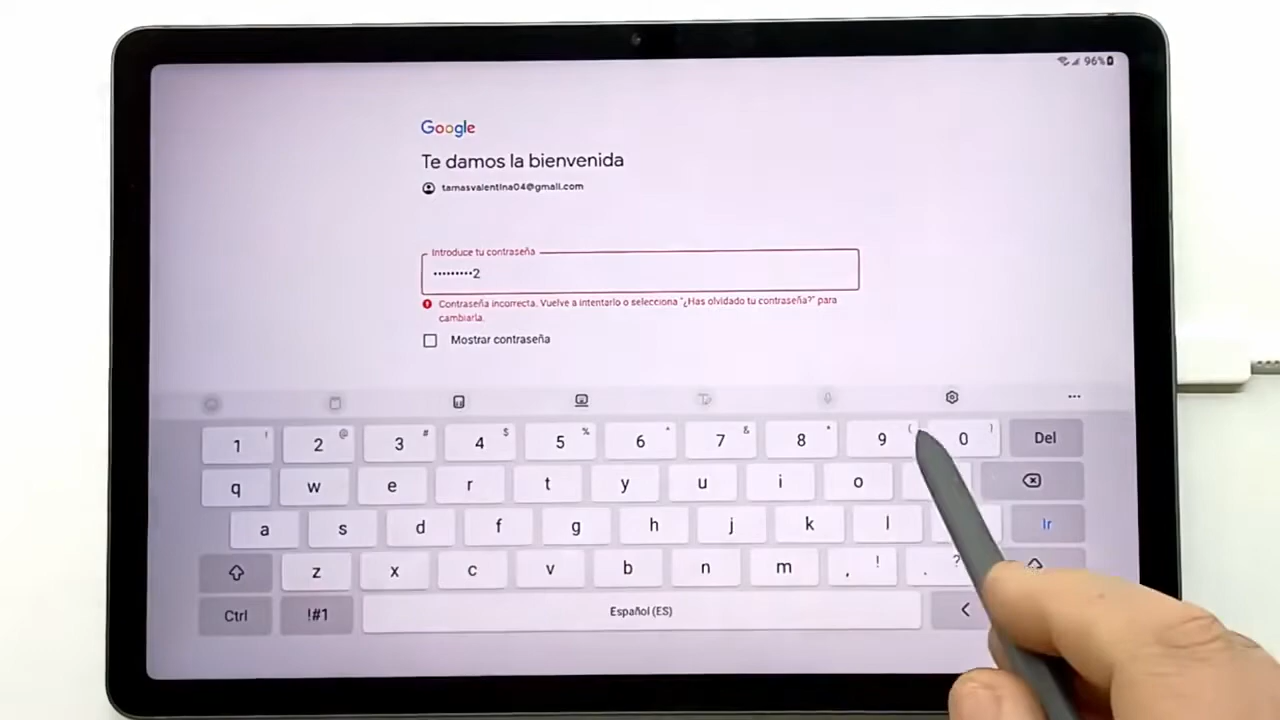 96%
Google
Te damos la bienvenida
tamasvalentina04@gmail.com
Introduce tu contraseña
•••••••••2
Contraseña incorrecta. Vuelve a intentarlo o selecciona "¿Has olvidado tu contraseña?" para
cambiarla.
Mostrar contraseña
1 ! 2 @ 3 # 4 $ 5 % 6 7 & 8 * 9 ( 0 ) Del
q w e r t y u i o
a s d f g h j k l Ir
z x c v b n m , ! . ?
Ctrl !#1 Español (ES) <